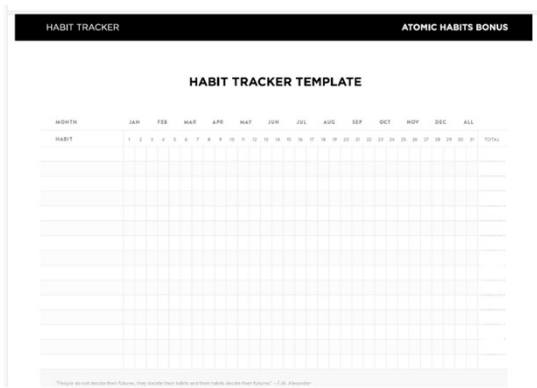 HABIT TRACKER ATOMIC HABITS BONUS
HABIT TRACKER TEMPLATE
MONTH JAN FEB MAR APR MAY JUN JUL AUG SEP OCT NOV DEC ALL
HABIT 1 2 3 4 5 6 7 8 9 10 11 12 13 14 15 16 17 18 19 20 21 22 23 24 25 26 27 28 29 30 31 TOTAL
"People do not decide their futures, they decide their habits and their habits decide their futures." –F.M. Alexander